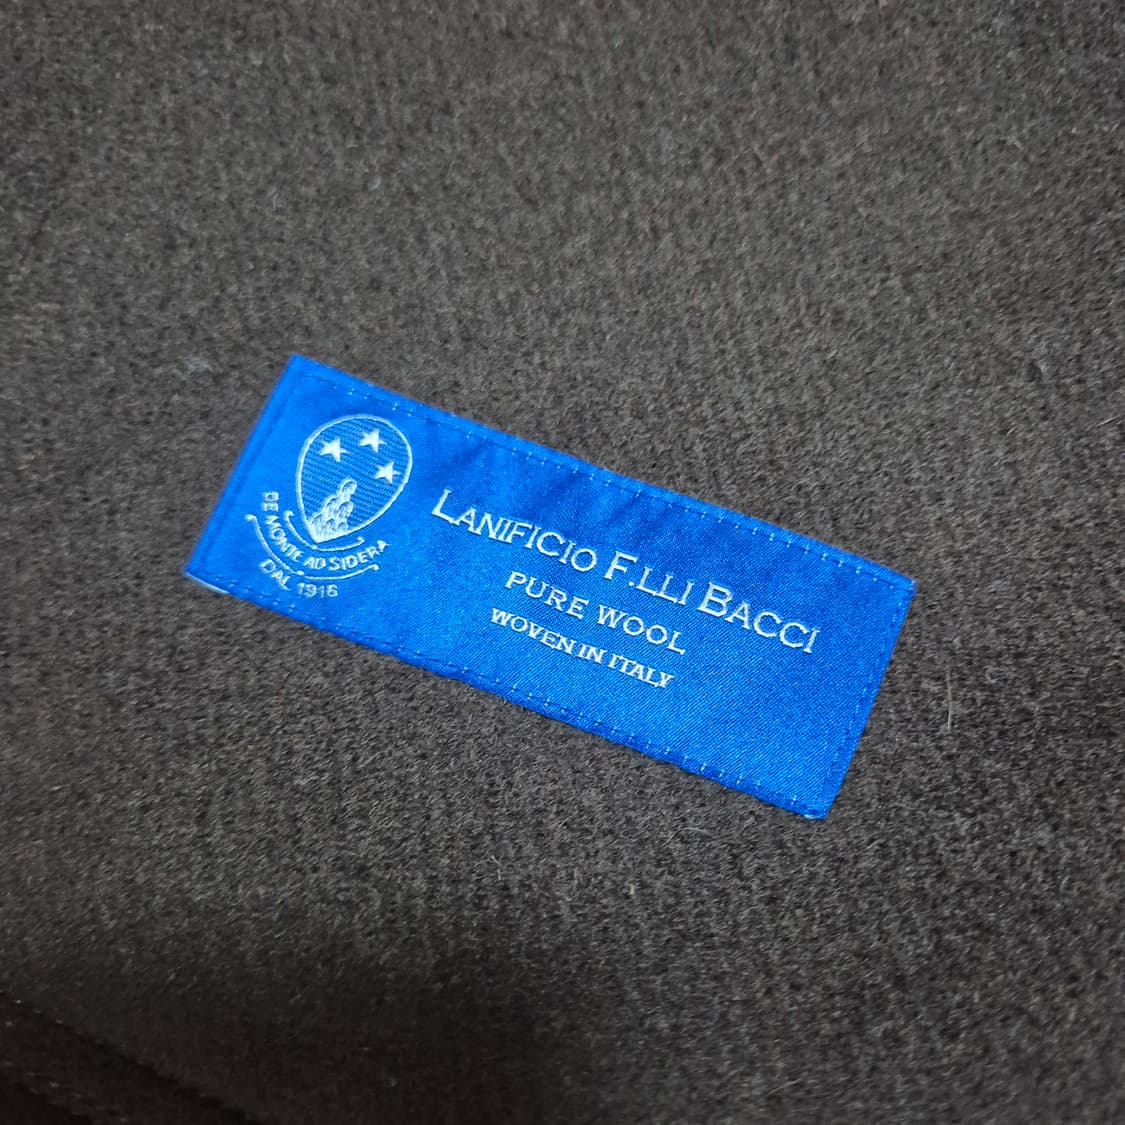 DE MONTE AD SIDERA
DAL 1916
LANIFICIO F.LLI BACCI
PURE WOOL
WOVEN IN ITALY